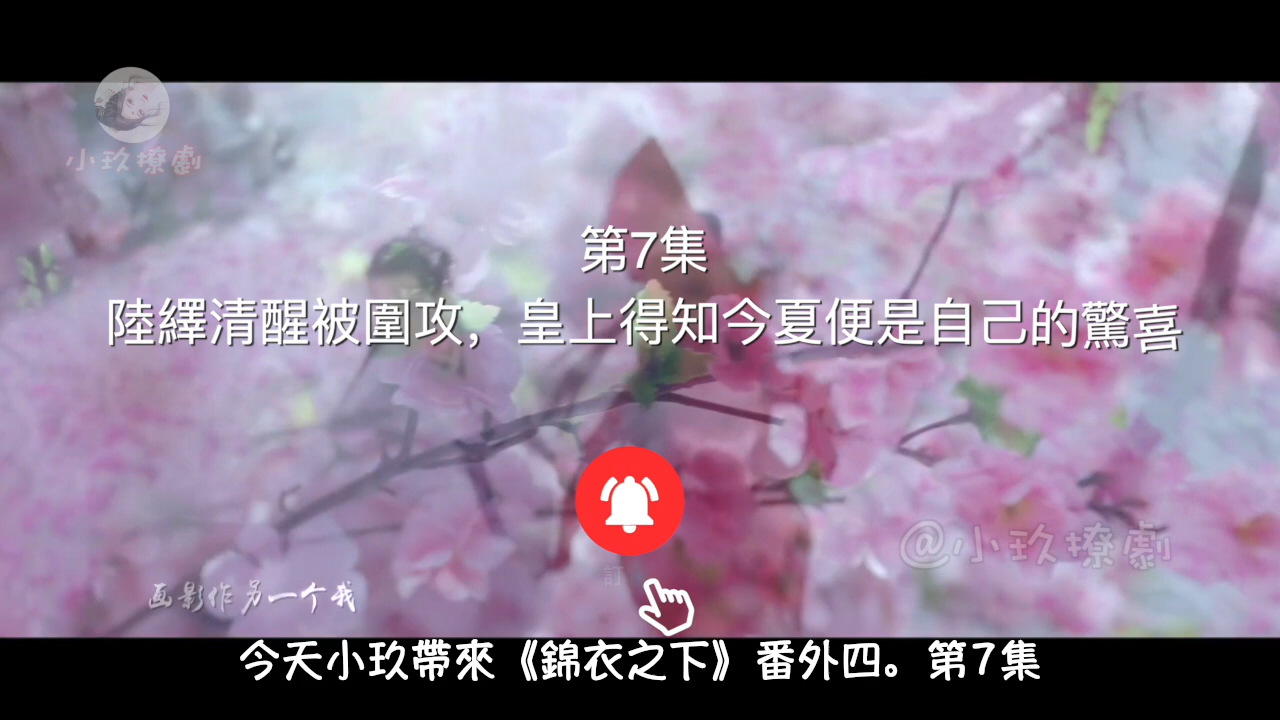 小玖撩劇
第7集
陸繹清醒被圍攻，皇上得知今夏便是自己的驚喜
@小玖撩劇
訂
画影作另一个我
今天小玖帶來《錦衣之下》番外四。第7集